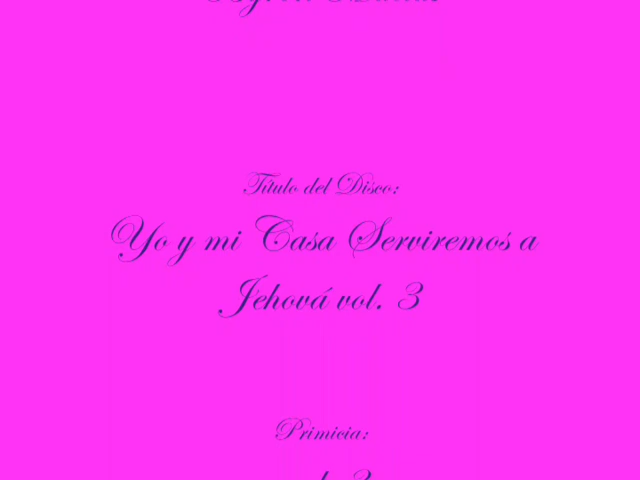 Título del Disco:
Yo y mi Casa Serviremos a
Jehová vol. 3
Primicia: